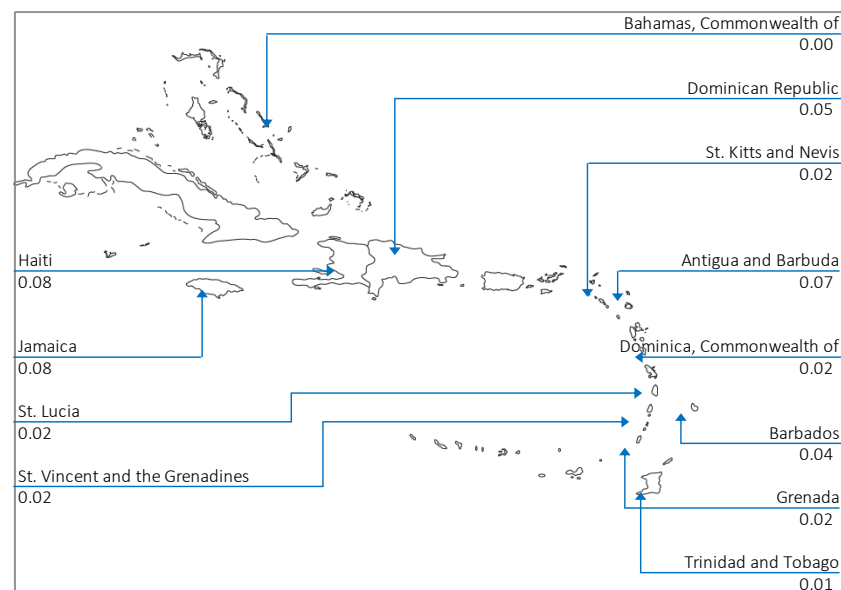 Bahamas, Commonwealth of
0.00
Dominican Republic
0.05
St. Kitts and Nevis
0.02
Haiti
0.08
Antigua and Barbuda
0.07
Jamaica
0.08
Dominica, Commonwealth of
0.02
St. Lucia
0.02
Barbados
0.04
St. Vincent and the Grenadines
0.02
Grenada
0.02
Trinidad and Tobago
0.01